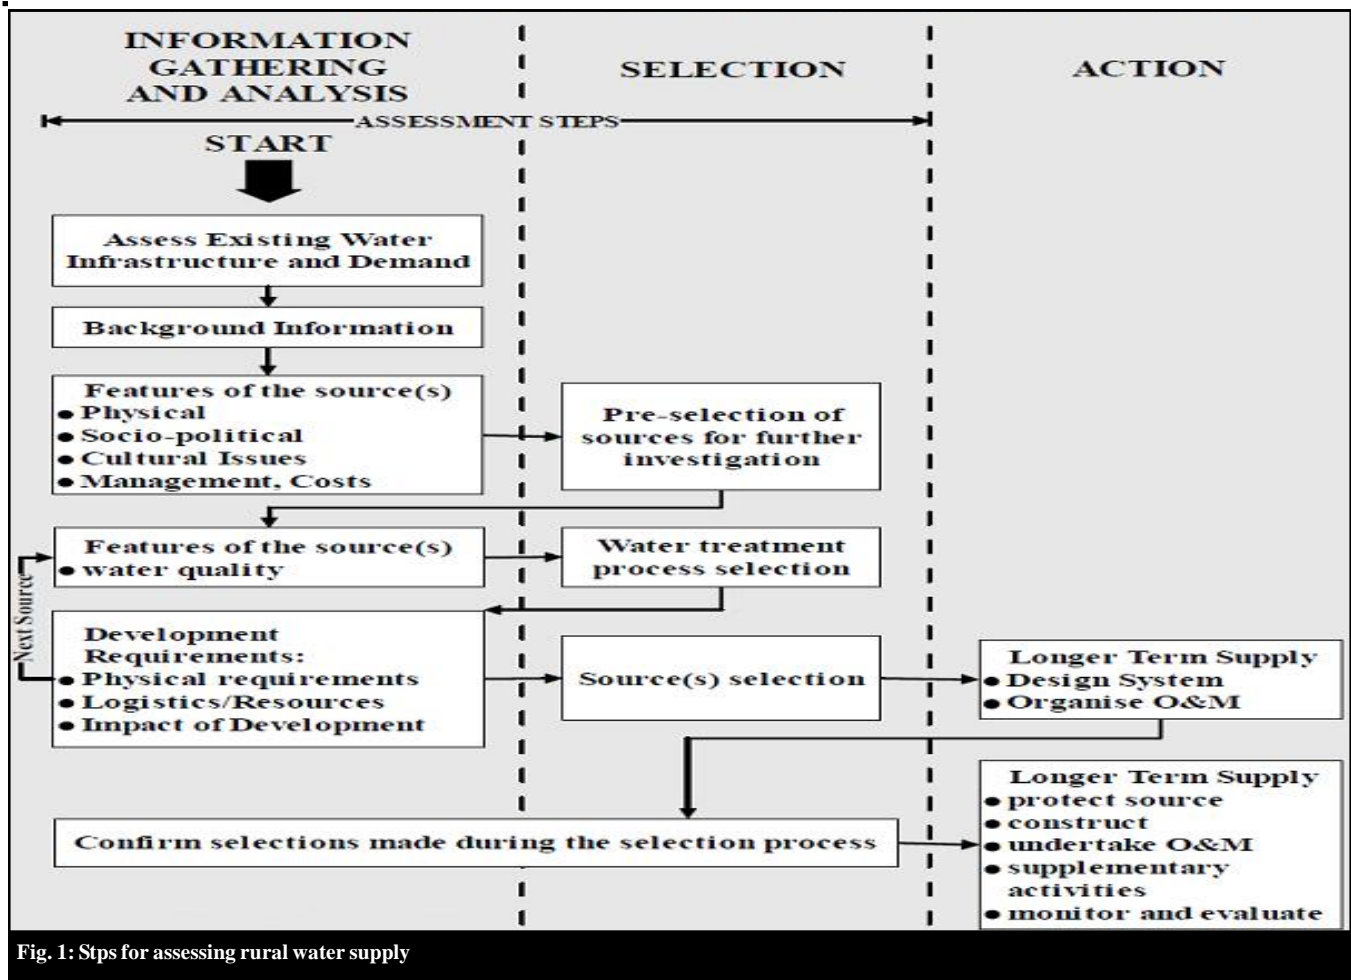 INFORMATION
GATHERING
AND ANALYSIS
SELECTION
ACTION
ASSESSMENT STEPS
START
Assess Existing Water
Infrastructure and Demand
Background Information
Features of the source(s)
● Physical
● Socio-political
● Cultural Issues
● Management, Costs
Pre-selection of
sources for further
investigation
Features of the source(s)
● water quality
Water treatment
process selection
Next Source
Development
Requirements:
● Physical requirements
● Logistics/Resources
● Impact of Development
Source(s) selection
Longer Term Supply
● Design System
● Organise O&M
Confirm selections made during the selection process
Longer Term Supply
● protect source
● construct
● undertake O&M
● supplementary
activities
● monitor and evaluate
Fig. 1: Stps for assessing rural water supply